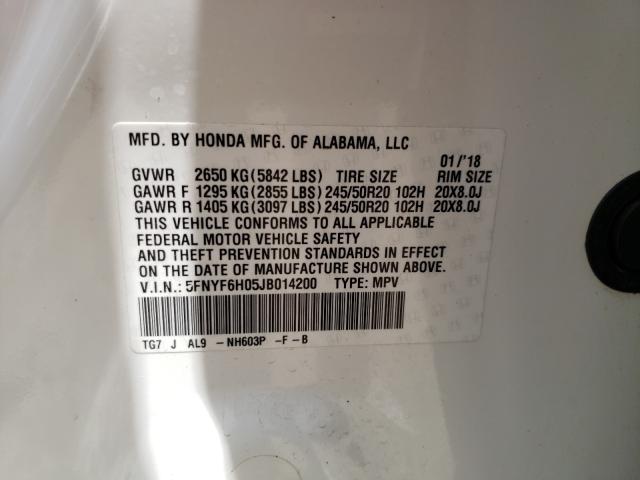 MFD. BY HONDA MFG. OF ALABAMA, LLC
01/'18
GVWR 2650 KG(5842 LBS) TIRE SIZE RIM SIZE
GAWR F 1295 KG(2855 LBS)245/50R20 102H 20X8.0J
GAWR R 1405 KG(3097 LBS)245/50R20 102H 20X8.0J
THIS VEHICLE CONFORMS TO ALL APPLICABLE
FEDERAL MOTOR VEHICLE SAFETY
AND THEFT PREVENTION STANDARDS IN EFFECT
ON THE DATE OF MANUFACTURE SHOWN ABOVE.
V.I.N.: 5FNYF6H05JB014200 TYPE: MPV
TG7 J AL9 -NH603P -F-B